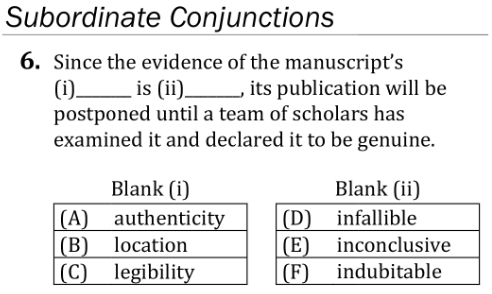 Subordinate Conjunctions
6. Since the evidence of the manuscript's
(i)_______ is (ii)_______, its publication will be
postponed until a team of scholars has
examined it and declared it to be genuine.
Blank (i) Blank (ii)
(A) authenticity (D) infallible
(B) location (E) inconclusive
(C) legibility (F) indubitable